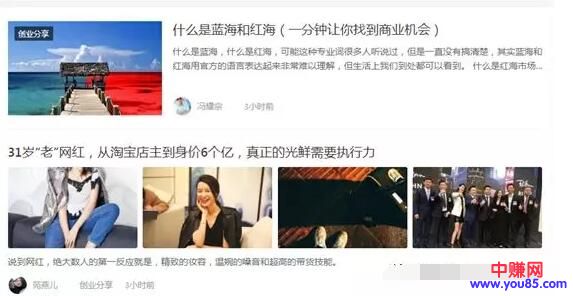 创业分享
什么是蓝海和红海（一分钟让你找到商业机会）
什么是蓝海，什么是红海，可能这种专业词很多人听说过，但是一直没有搞清楚，其实蓝海和
红海用官方的语言表达起来非常难以理解，但生活上我们到处都可以看到。 什么是红海市场...
冯耀宗 3小时前
31岁“老”网红，从淘宝店主到身价6个亿，真正的光鲜需要执行力
说到网红，绝大数人的第一反应就是，精致的妆容，温婉的嗓音和超高的带货技能。
苑燕儿 创业分享 3小时前
中赚网
www.you85.com